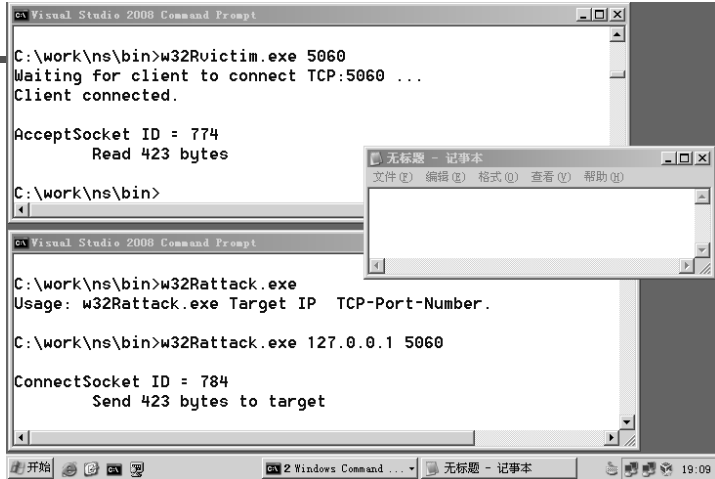 Visual Studio 2008 Command Prompt
C:\work\ns\bin>w32Rvictim.exe 5060
Waiting for client to connect TCP:5060 ...
Client connected.
AcceptSocket ID = 774
Read 423 bytes
C:\work\ns\bin>
无标题 - 记事本
文件(F) 编辑(E) 格式(O) 查看(V) 帮助(H)
Visual Studio 2008 Command Prompt
C:\work\ns\bin>w32Rattack.exe
Usage: w32Rattack.exe Target IP TCP-Port-Number.
C:\work\ns\bin>w32Rattack.exe 127.0.0.1 5060
ConnectSocket ID = 784
Send 423 bytes to target
开始 2 Windows Command ... 无标题 - 记事本 19:09